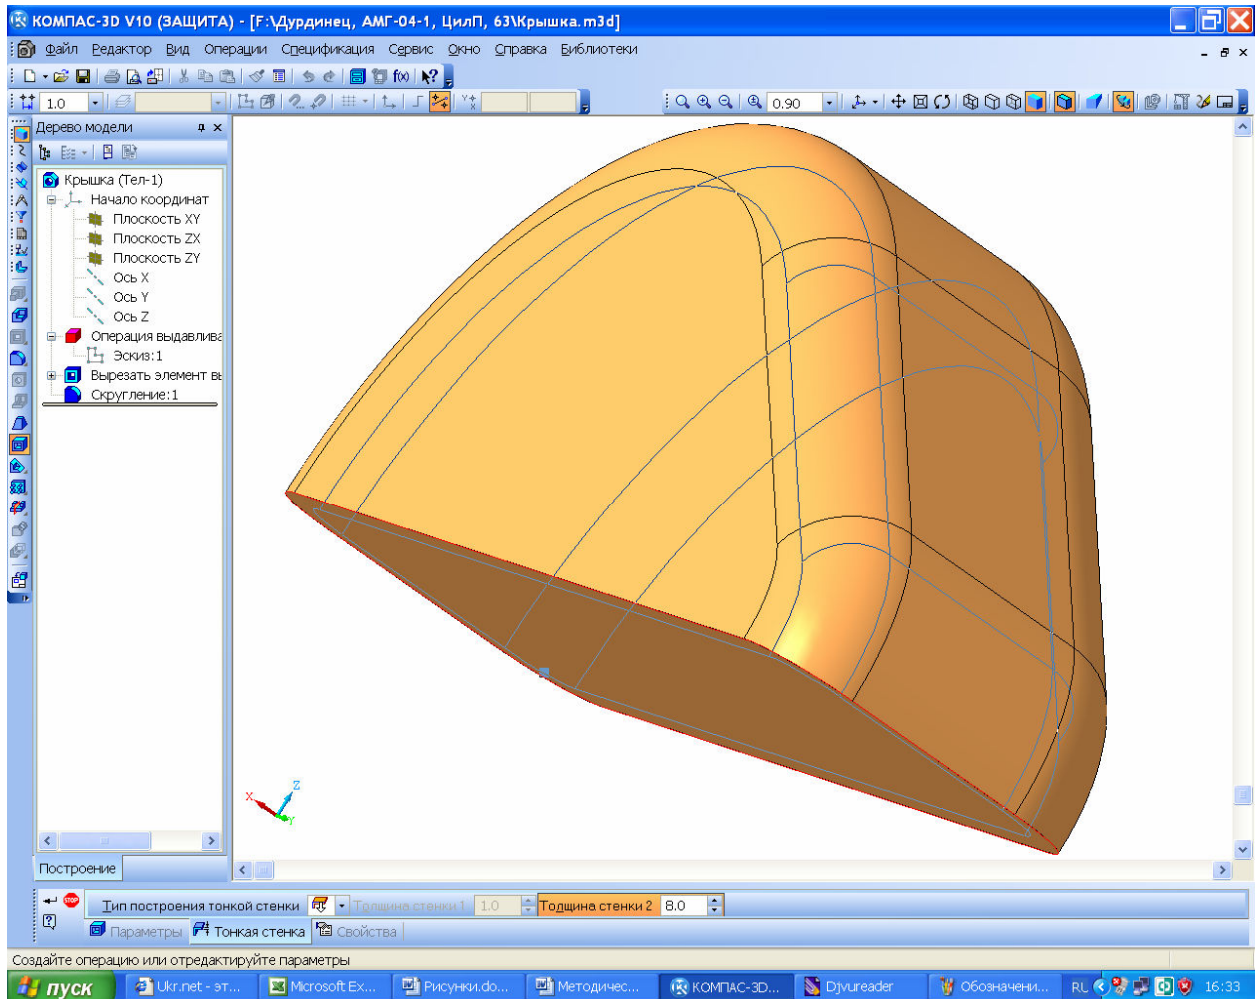 КОМПАС-3D V10 (ЗАЩИТА) - [F:\Дурдинец, АМГ-04-1, ЦилП, 63\Крышка.m3d]
Файл Редактор Вид Операции Спецификация Сервис Окно Справка Библиотеки
f(x)
1.0 0.90
Дерево модели
Крышка (Тел-1)
Начало координат
Плоскость XY
Плоскость ZX
Плоскость ZY
Ось X
Ось Y
Ось Z
Операция выдавлива
Эскиз:1
Вырезать элемент вы
Скругление:1
X Z Y
Построение
STOP Тип построения тонкой стенки Толщина стенки 1 1.0 Толщина стенки 2 8.0
Параметры Тонкая стенка Свойства
Создайте операцию или отредактируйте параметры
пуск Ukr.net - эт... Microsoft Ex... Рисунки.do... Методичес... КОМПАС-3D... Djvureader Обозначени... RU 16:33